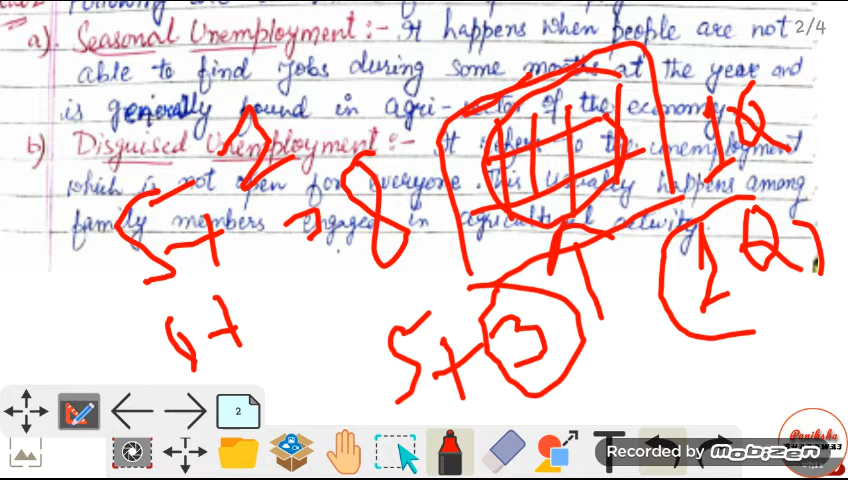 a). Seasonal Unemployment :- It happens when people are not
2/4
able to find jobs during some months at the year and
is generally found in agri-sector of the economy
1Q
b) Disguised Unemployment :- It refers to the unemployment
which is not open for everyone. This usually happens among
family members engaged in agricultural activity.
5+
8
1Q
5+3
2
Recorded by mobizen
Paniksha